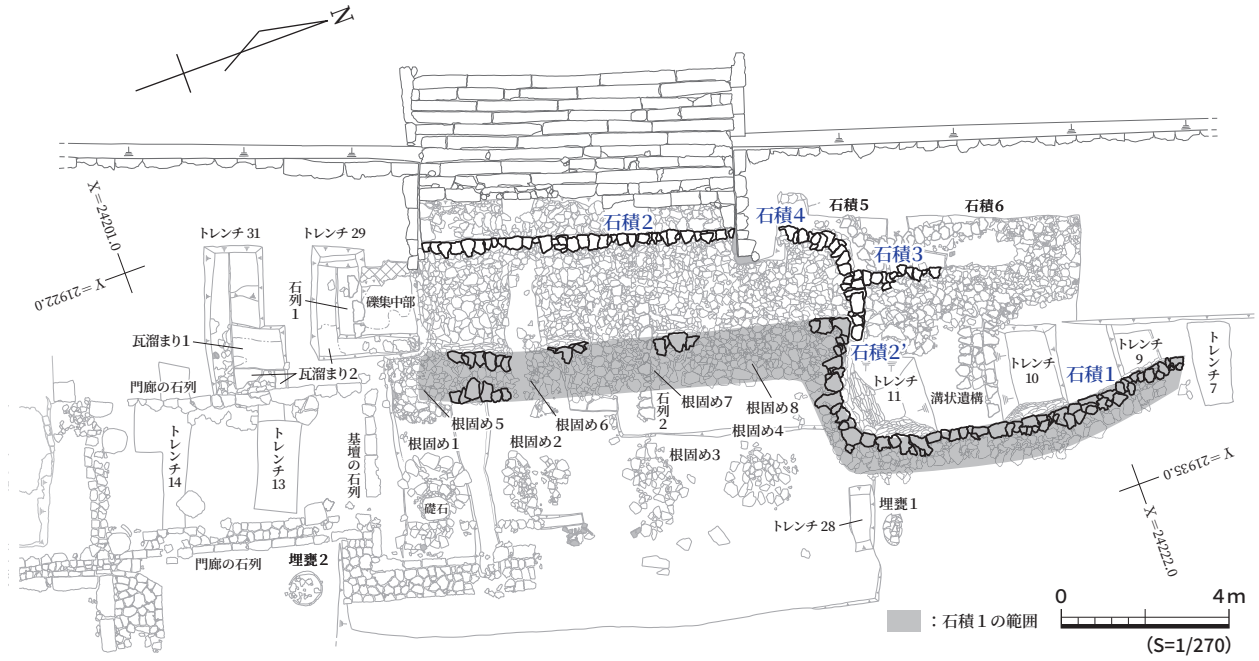 N
X＝24201.0
Y＝21922.0
トレンチ 31
トレンチ 29
石積2
石積4
石積5
石積6
石積3
石列1
礫集中部
瓦溜まり1
瓦溜まり2
門廊の石列
石積2’
トレンチ
11
溝状遺構
トレンチ
10
トレンチ
9
石積1
トレンチ7
トレンチ14
トレンチ13
基壇の石列
根固め1
根固め5
根固め2
根固め6
石列2
根固め7
根固め3
根固め8
根固め4
礎石
トレンチ 28
埋甕1
門廊の石列
埋甕2
Y＝21935.0
X＝24222.0
：石積１の範囲
0
4m
(S=1/270)